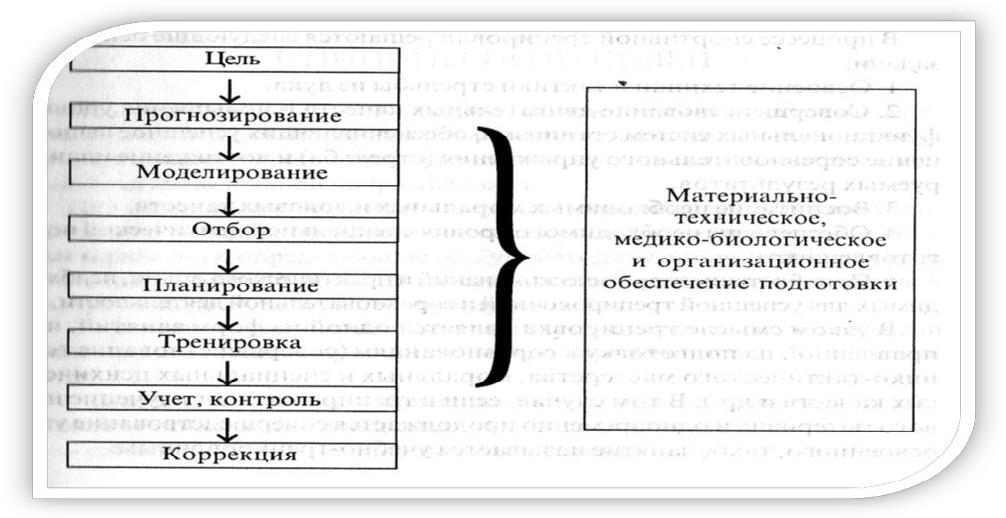 Цель
Прогнозирование
Моделирование
Отбор
Планирование
Тренировка
Учет, контроль
Коррекция
Материально-
техническое,
медико-биологическое
и организационное
обеспечение подготовки